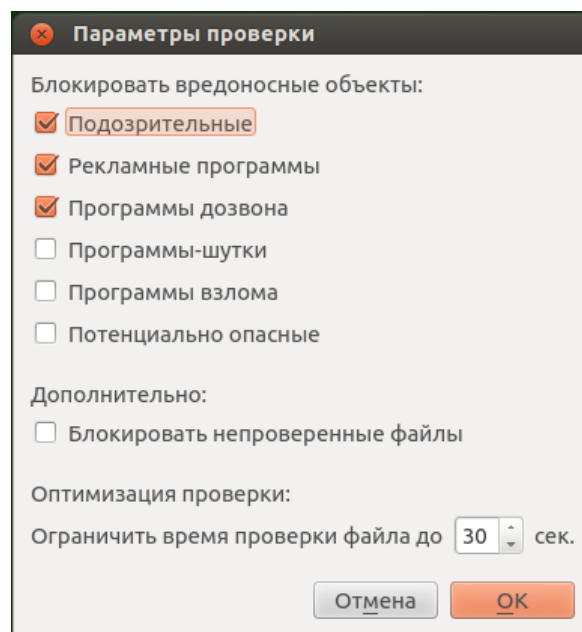 Параметры проверки
Блокировать вредоносные объекты:
Подозрительные
Рекламные программы
Программы дозвона
Программы-шутки
Программы взлома
Потенциально опасные
Дополнительно:
Блокировать непроверенные файлы
Оптимизация проверки:
Ограничить время проверки файла до 30 сек.
Отмена OK